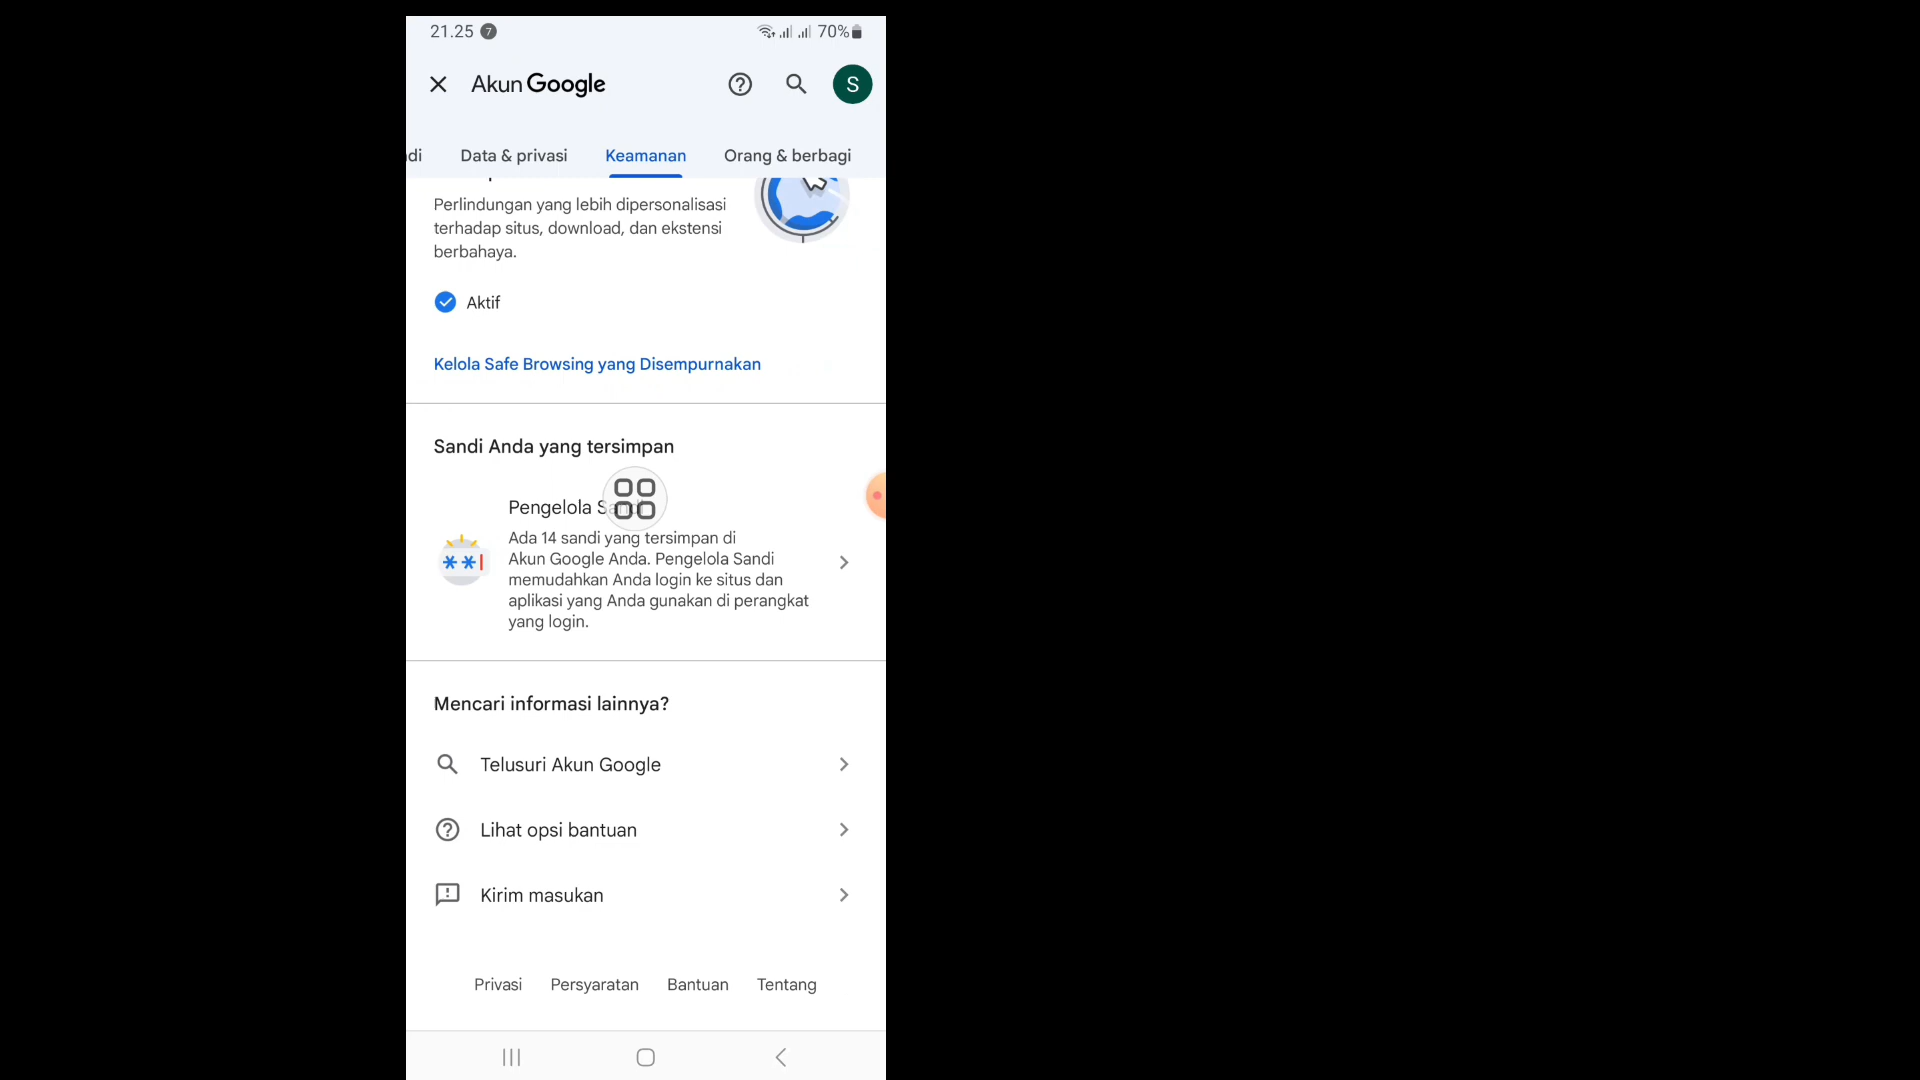 21.25 7 70%
Akun Google S
di Data & privasi Keamanan Orang & berbagi
Perlindungan yang lebih dipersonalisasi
terhadap situs, download, dan ekstensi
berbahaya.
Aktif
Kelola Safe Browsing yang Disempurnakan
Sandi Anda yang tersimpan
Pengelola Sandi
Ada 14 sandi yang tersimpan di
Akun Google Anda. Pengelola Sandi
memudahkan Anda login ke situs dan
aplikasi yang Anda gunakan di perangkat
yang login.
Mencari informasi lainnya?
Telusuri Akun Google
Lihat opsi bantuan
Kirim masukan
Privasi Persyaratan Bantuan Tentang